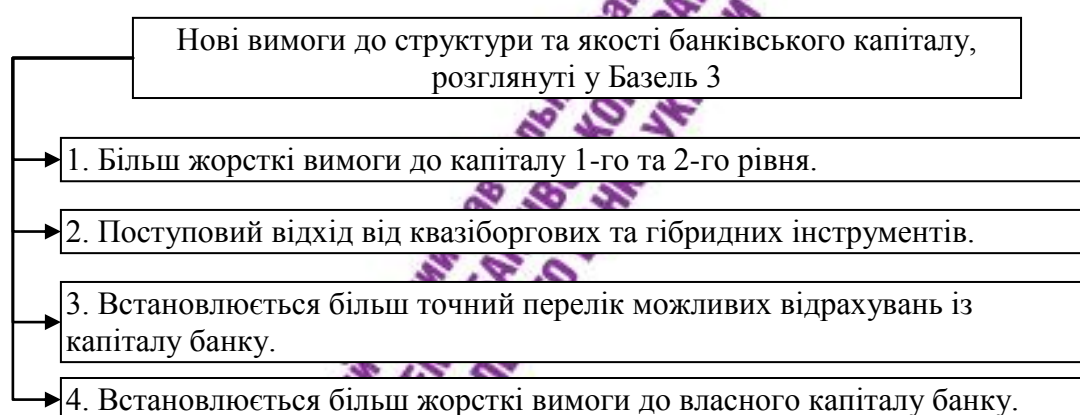 Нові вимоги до структури та якості банківського капіталу,
розглянуті у Базель 3
1. Більш жорсткі вимоги до капіталу 1-го та 2-го рівня.
2. Поступовий відхід від квазіборгових та гібридних інструментів.
3. Встановлюється більш точний перелік можливих відрахувань із
капіталу банку.
4. Встановлюється більш жорсткі вимоги до власного капіталу банку.